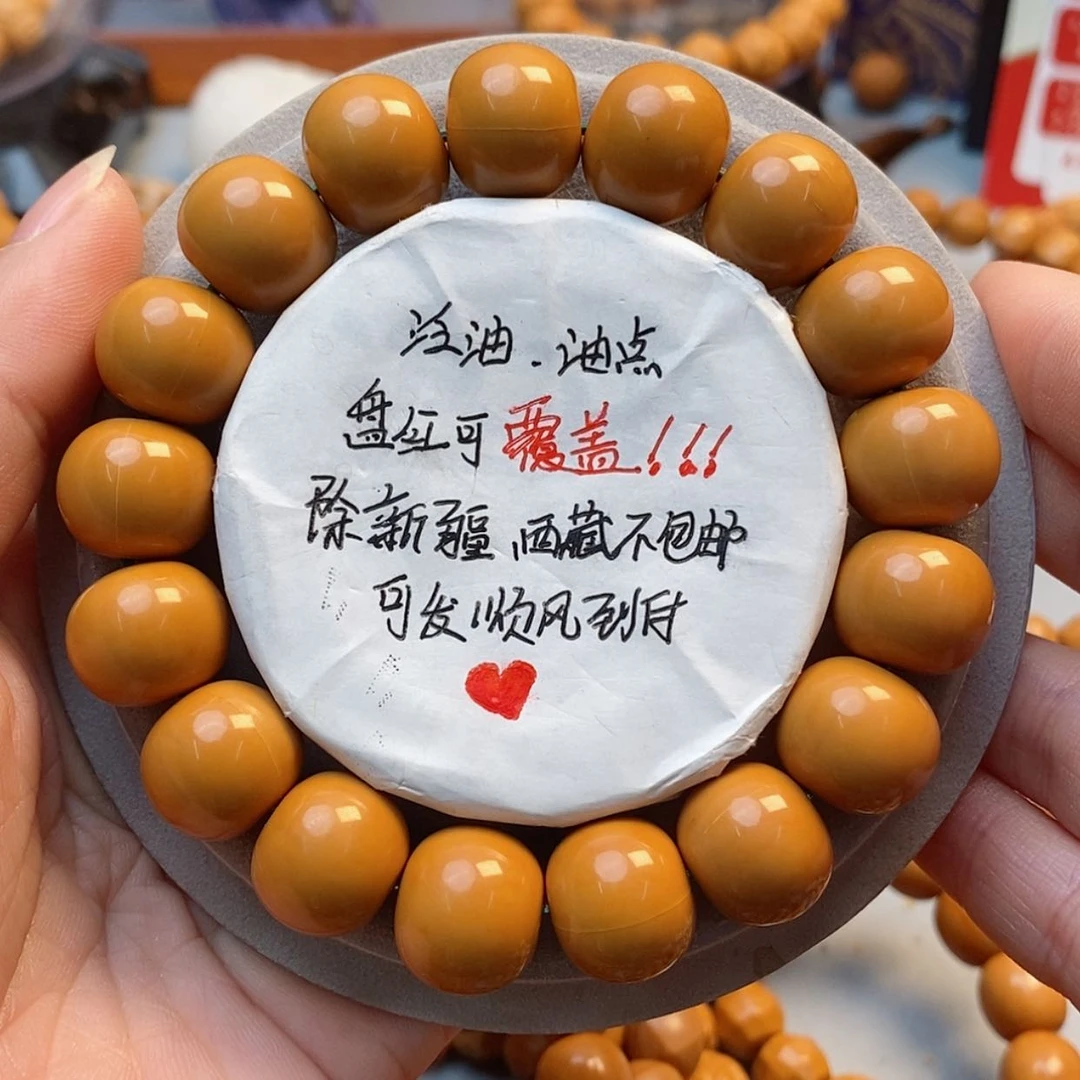 泛油.油点
盘红可覆盖!!!
除新疆、西藏不包邮
可发顺风到付